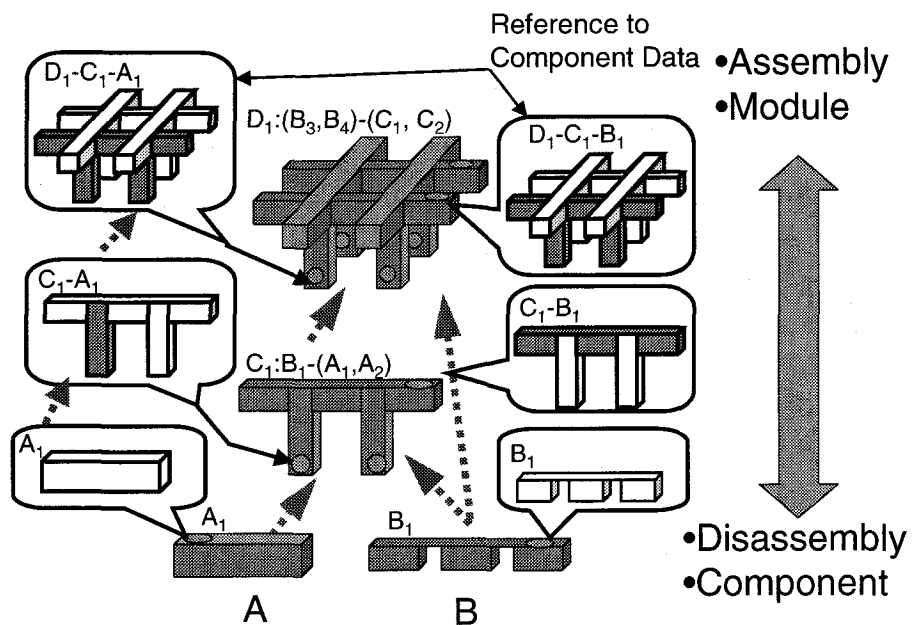 Reference to
Component Data
•Assembly
•Module
D₁-C₁-A₁
D₁:(B₃,B₄)-(C₁, C₂)
D₁-C₁-B₁
C₁-A₁
C₁-B₁
C₁:B₁-(A₁,A₂)
A₁
B₁
A₁
B₁
•Disassembly
•Component
A
B